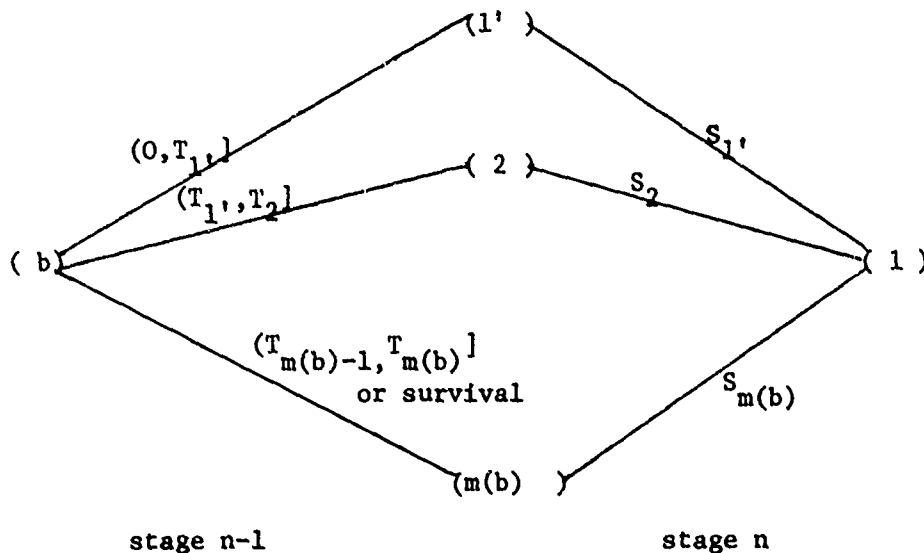 (1' )
(0,T1']
S1'
( 2 )
(T1',T2]
S2
( b)
( 1 )
(Tm(b)-1,Tm(b)]
or survival
Sm(b)
(m(b) )
stage n-1
stage n